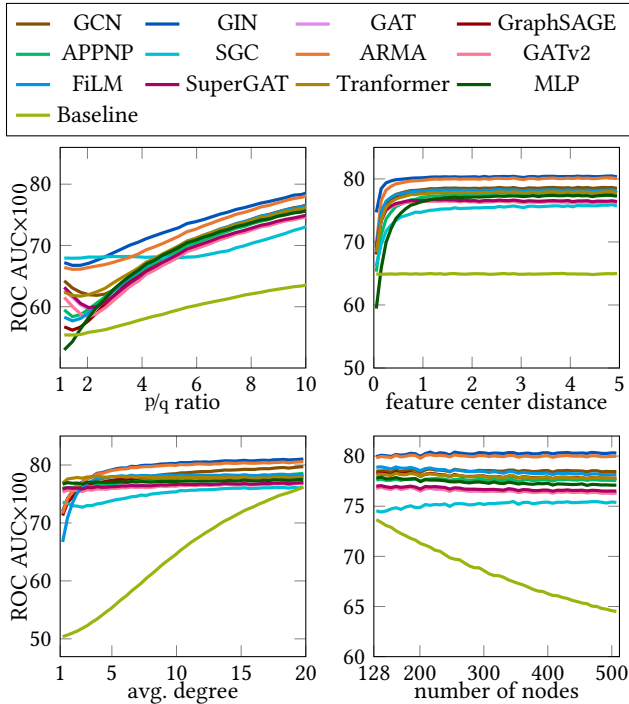 GCN GIN GAT GraphSAGE
APPNP SGC ARMA GATv2
FiLM SuperGAT Tranformer MLP
Baseline
ROC AUC×100
80
70
60
50
1 2 4 6 8 10
p/q ratio
80
70
60
50
0 1 2 3 4 5
feature center distance
ROC AUC×100
80
70
60
50
1 5 10 15 20
avg. degree
80
75
70
65
60
128 200 300 400 500
number of nodes